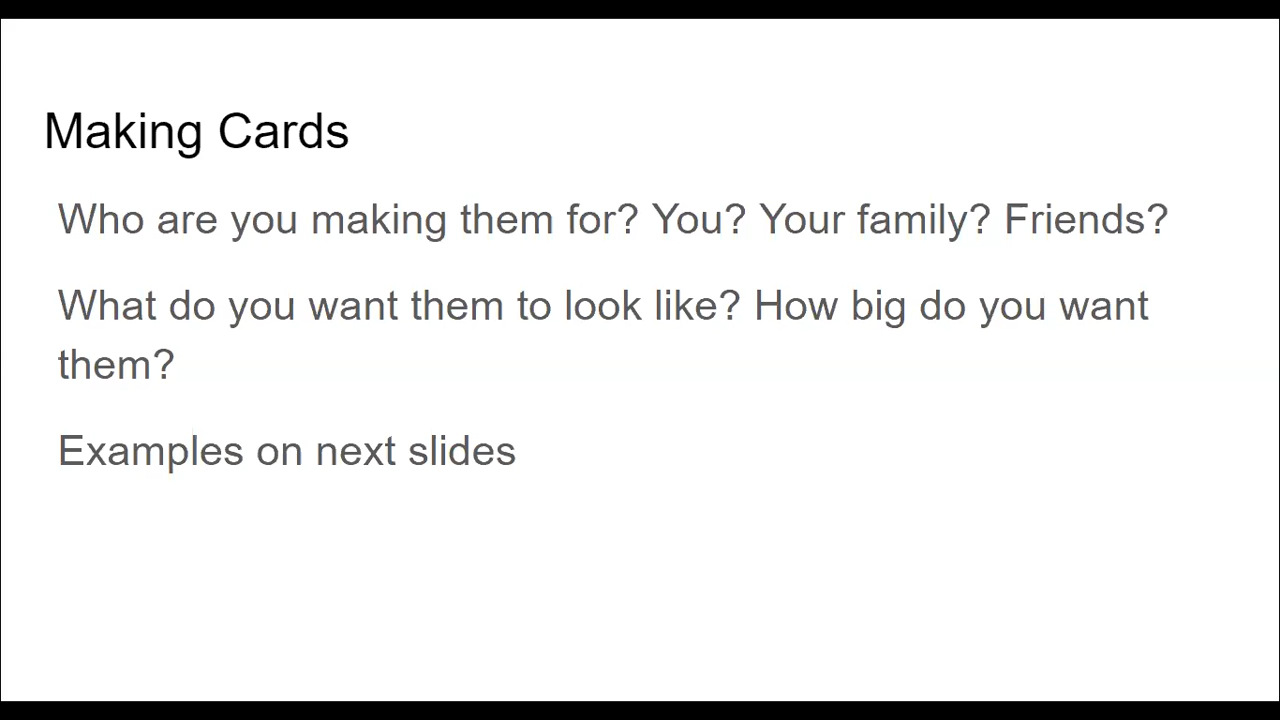 Making Cards
Who are you making them for? You? Your family? Friends?
What do you want them to look like? How big do you want
them?
Examples on next slides